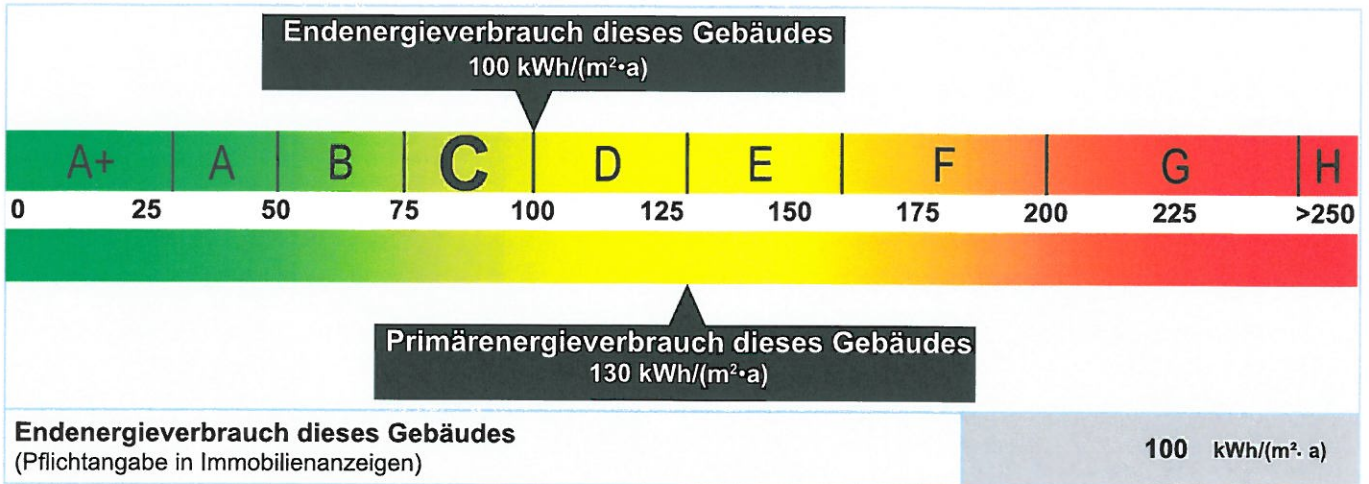 Endenergieverbrauch dieses Gebäudes
100 kWh/(m²•a)
A+ A B C D E F G H
0 25 50 75 100 125 150 175 200 225 >250
Primärenergieverbrauch dieses Gebäudes
130 kWh/(m²•a)
Endenergieverbrauch dieses Gebäudes
(Pflichtangabe in Immobilienanzeigen)
100 kWh/(m²· a)